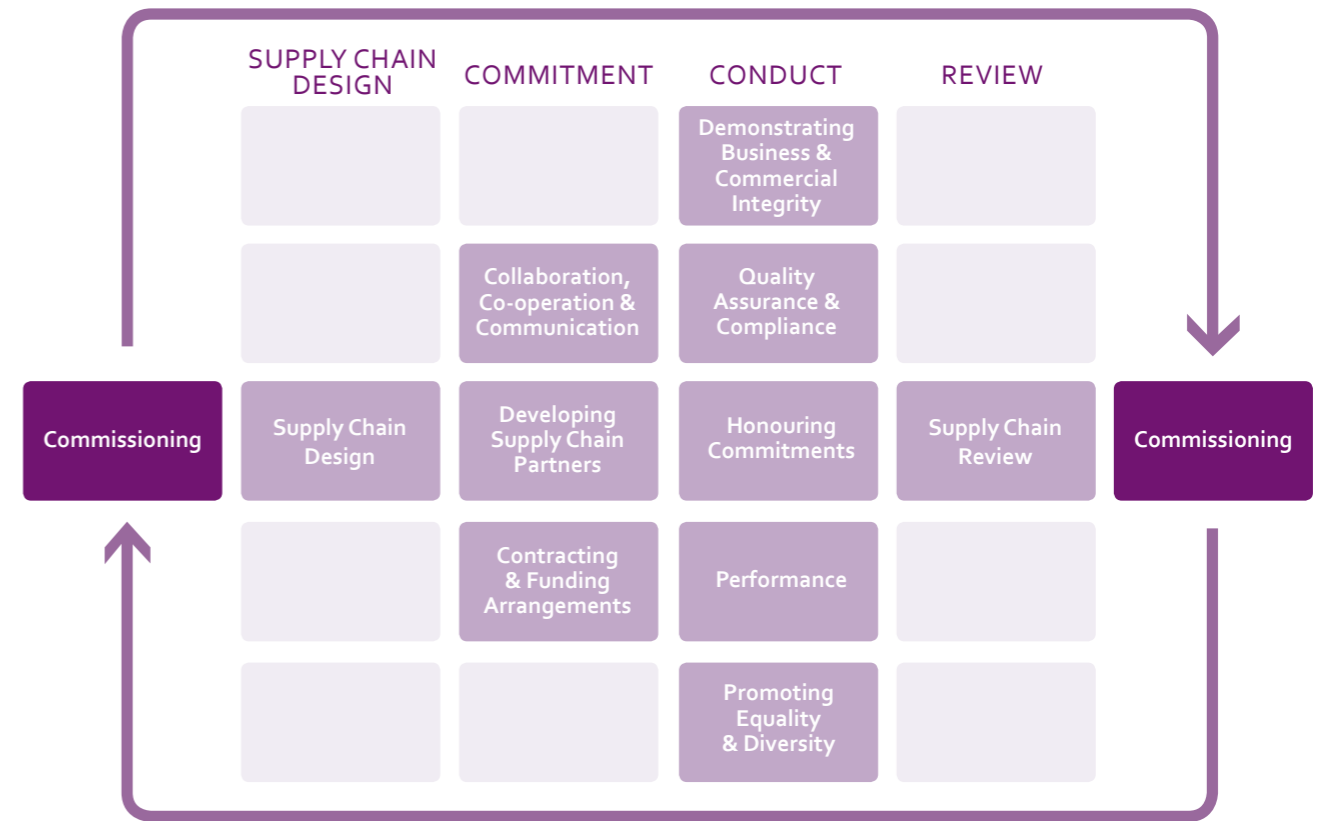 SUPPLY CHAIN
DESIGN
COMMITMENT
CONDUCT
REVIEW
Demonstrating
Business &
Commercial
Integrity
Collaboration,
Co-operation &
Communication
Quality
Assurance &
Compliance
Commissioning
Supply Chain
Design
Developing
Supply Chain
Partners
Honouring
Commitments
Supply Chain
Review
Commissioning
Contracting
& Funding
Arrangements
Performance
Promoting
Equality
& Diversity